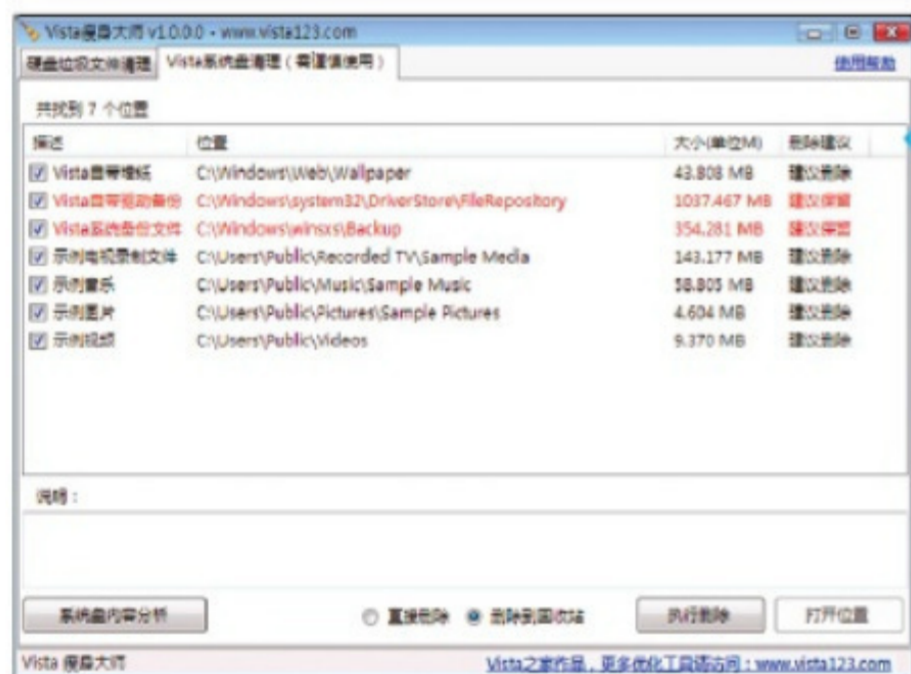 Vista瘦身大师 v1.0.0.0 - www.vista123.com
硬盘垃圾文件清理 Vista系统盘清理(需谨慎使用) 使用帮助
共找到 7 个位置
描述 位置 大小(单位M) 删除建议
Vista自带墙纸 C:\Windows\Web\Wallpaper 43.808 MB 建议删除
Vista自带驱动备份 C:\Windows\system32\DriverStore\FileRepository 1037.467 MB 建议保留
Vista系统备份文件 C:\Windows\winsxs\Backup 354.281 MB 建议保留
示例电视录制文件 C:\Users\Public\Recorded TV\Sample Media 143.177 MB 建议删除
示例音乐 C:\Users\Public\Music\Sample Music 58.805 MB 建议删除
示例图片 C:\Users\Public\Pictures\Sample Pictures 4.604 MB 建议删除
示例视频 C:\Users\Public\Videos 9.370 MB 建议删除
说明:
系统盘内容分析 直接删除 删除到回收站 执行删除 打开位置
Vista 瘦身大师 Vista之家作品,更多优化工具请访问:www.vista123.com